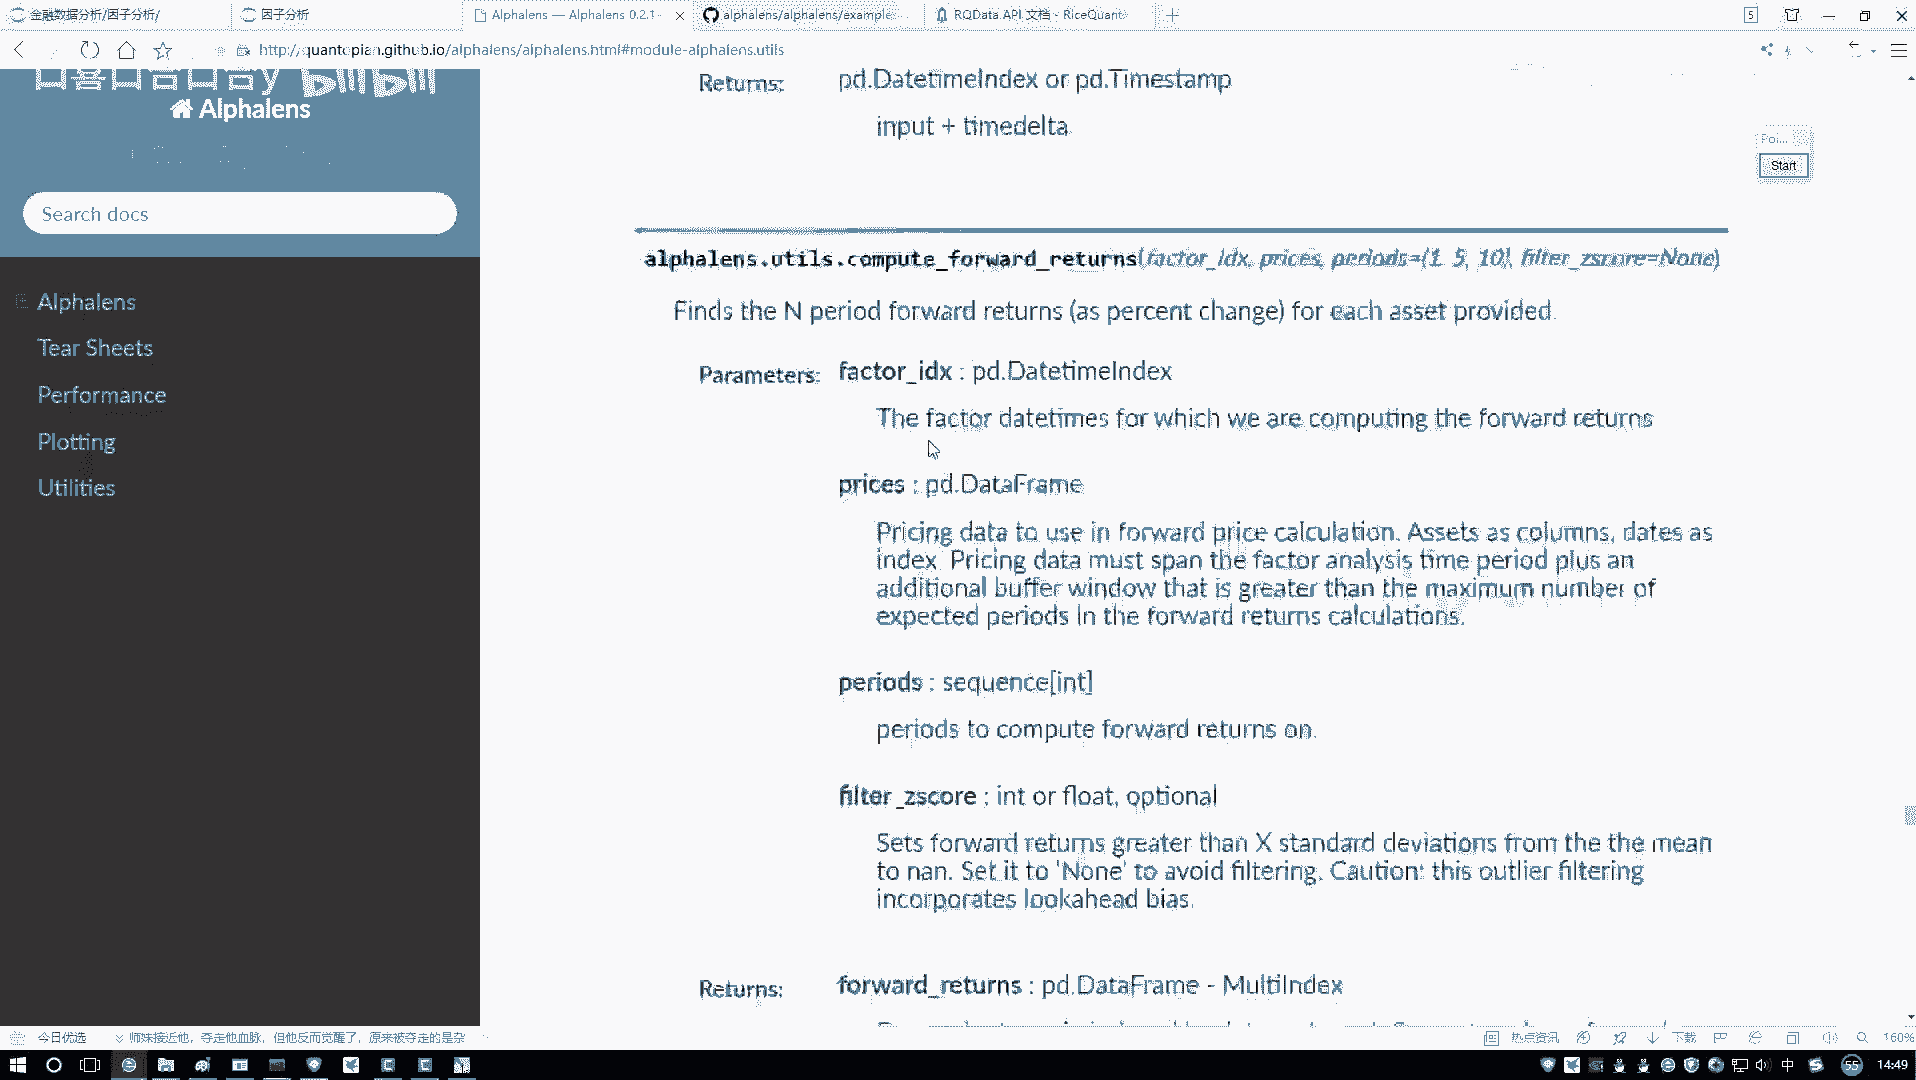 金融数据分析/因子分析/
因子分析
Alphalens — Alphalens 0.2.1
alphalens/alphalens/example
RQData API 文档 - RiceQuant
5
http://quantopian.github.io/alphalens/alphalens.html#module-alphalens.utils
bilibili
Alphalens
Search docs
Alphalens
Tear Sheets
Performance
Plotting
Utilities
Returns:
pd.DatetimeIndex or pd.Timestamp
input + timedelta
Poi...
Start
alphalens.utils.compute_forward_returns(factor_idx, prices, periods=(1, 5, 10), filter_zscore=None)
Finds the N period forward returns (as percent change) for each asset provided.
Parameters:
factor_idx : pd.DatetimeIndex
The factor datetimes for which we are computing the forward returns
prices : pd.DataFrame
Pricing data to use in forward price calculation. Assets as columns, dates as
index. Pricing data must span the factor analysis time period plus an
additional buffer window that is greater than the maximum number of
expected periods in the forward returns calculations.
periods : sequence[int]
periods to compute forward returns on.
filter_zscore : int or float, optional
Sets forward returns greater than X standard deviations from the the mean
to nan. Set it to 'None' to avoid filtering. Caution: this outlier filtering
incorporates lookahead bias.
Returns:
forward_returns : pd.DataFrame - MultiIndex
今日优选
师妹接近他，夺走他血脉，但他反而觉醒了，原来被夺走的是杂
热点资讯
下载
160%
中
55
14:49